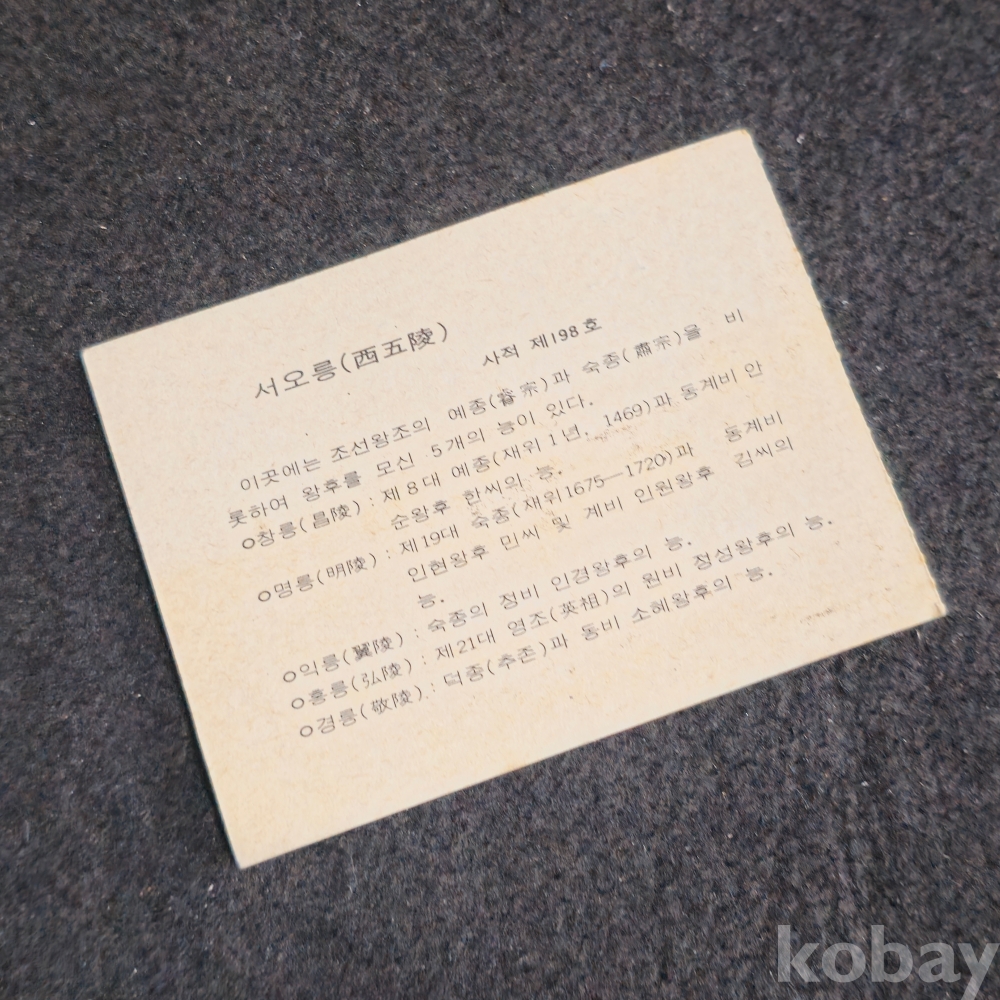 서오릉(西五陵)
사적 제198호
이곳에는 조선왕조의 예종(睿宗)과 숙종(肅宗)을 비
롯하여 왕후를 모신 5개의 능이 있다.
ㅇ창릉(昌陵) : 제8대 예종(재위 1년. 1469)과 동계비 안
순왕후 한씨의 능.
ㅇ명릉(明陵) : 제19대 숙종(재위1675—1720)과 동계비
인현왕후 민씨 및 계비 인원왕후 김씨의
능.
ㅇ익릉(翼陵) : 숙종의 정비 인경왕후의 능.
ㅇ홍릉(弘陵) : 제21대 영조(英祖)의 원비 정성왕후의 능.
ㅇ경릉(敬陵) : 덕종(추존)과 동비 소혜왕후의 능.
kobay